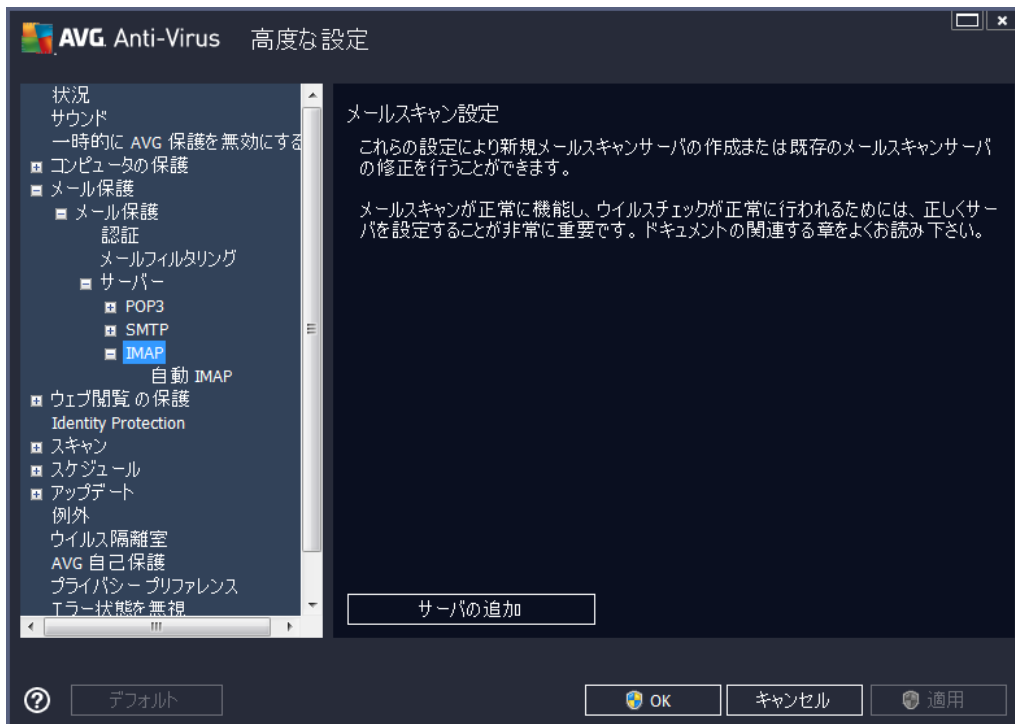 AVG. Anti-Virus 高度な設定
状況
サウンド
一時的に AVG 保護を無効にする
コンピュータの保護
メール保護
メール保護
認証
メールフィルタリング
サーバー
POP3
SMTP
IMAP
自動 IMAP
ウェブ閲覧 の保護
Identity Protection
スキャン
スケジュール
アップデート
例外
ウイルス隔離室
AVG 自己保護
プライバシー プリファレンス
エラー状態を無視
メールスキャン設定
これらの設定により新規メールスキャンサーバの作成または既存のメールスキャンサーバ
の修正を行うことができます。
メールスキャンが正常に機能し、ウイルスチェックが正常に行われるためには、正しくサー
バを設定することが非常に重要です。ドキュメントの関連する章をよくお読み下さい。
サーバの追加
デフォルト
OK
キャンセル
適用